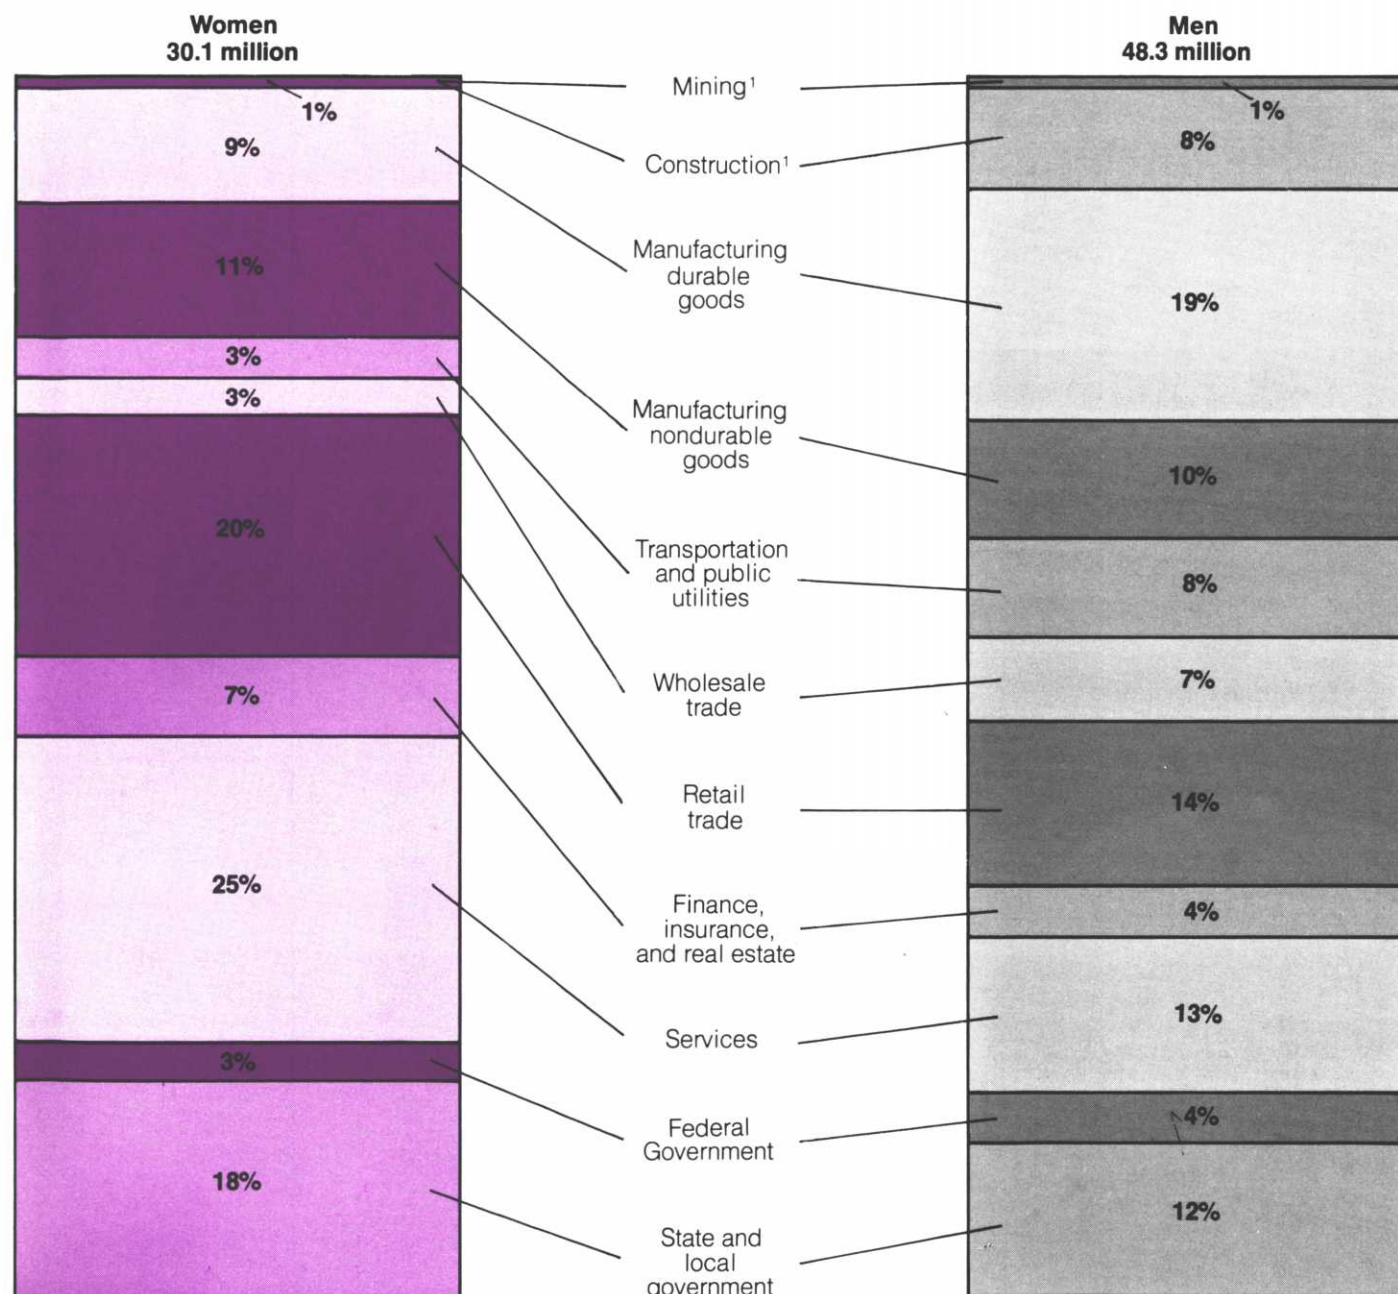 Women
30.1 million
1%
9%
11%
3%
3%
20%
7%
25%
3%
18%
Mining¹
Construction¹
Manufacturing
durable
goods
Manufacturing
nondurable
goods
Transportation
and public
utilities
Wholesale
trade
Retail
trade
Finance,
insurance,
and real estate
Services
Federal
Government
State and
local
government
Men
48.3 million
1%
8%
19%
10%
8%
7%
14%
4%
13%
4%
12%